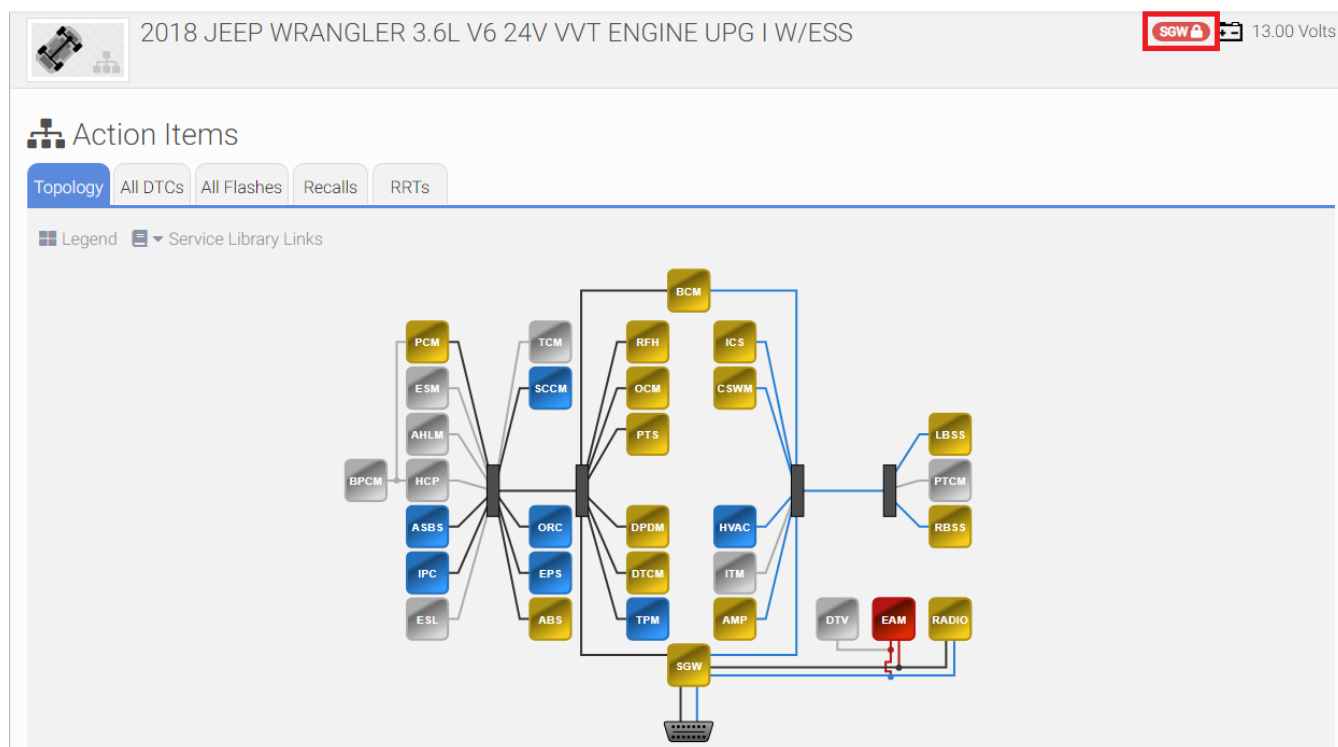 2018 JEEP WRANGLER 3.6L V6 24V VVT ENGINE UPG I W/ESS
SGW
13.00 Volts
Action Items
Topology All DTCs All Flashes Recalls RRTs
Legend Service Library Links
BCM
PCM TCM RFH ICS
ESM SCCM OCM CSWM
AHLM PTS LBSS
BPCM HCP PTCM
ASBS ORC DPDM HVAC RBSS
IPC EPS DTCM ITM
ESL ABS TPM AMP DTV EAM RADIO
SGW